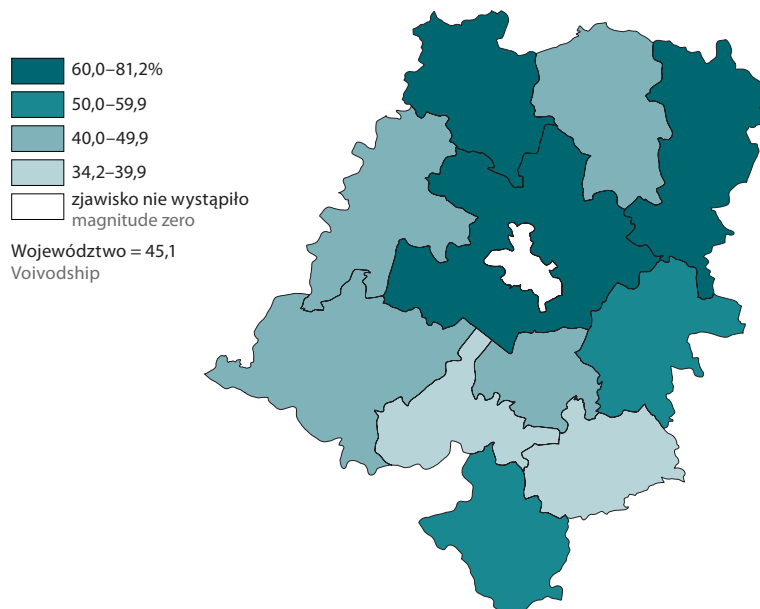 60,0–81,2%
50,0–59,9
40,0–49,9
34,2–39,9
zjawisko nie wystąpiło
magnitude zero
Województwo = 45,1
Voivodship